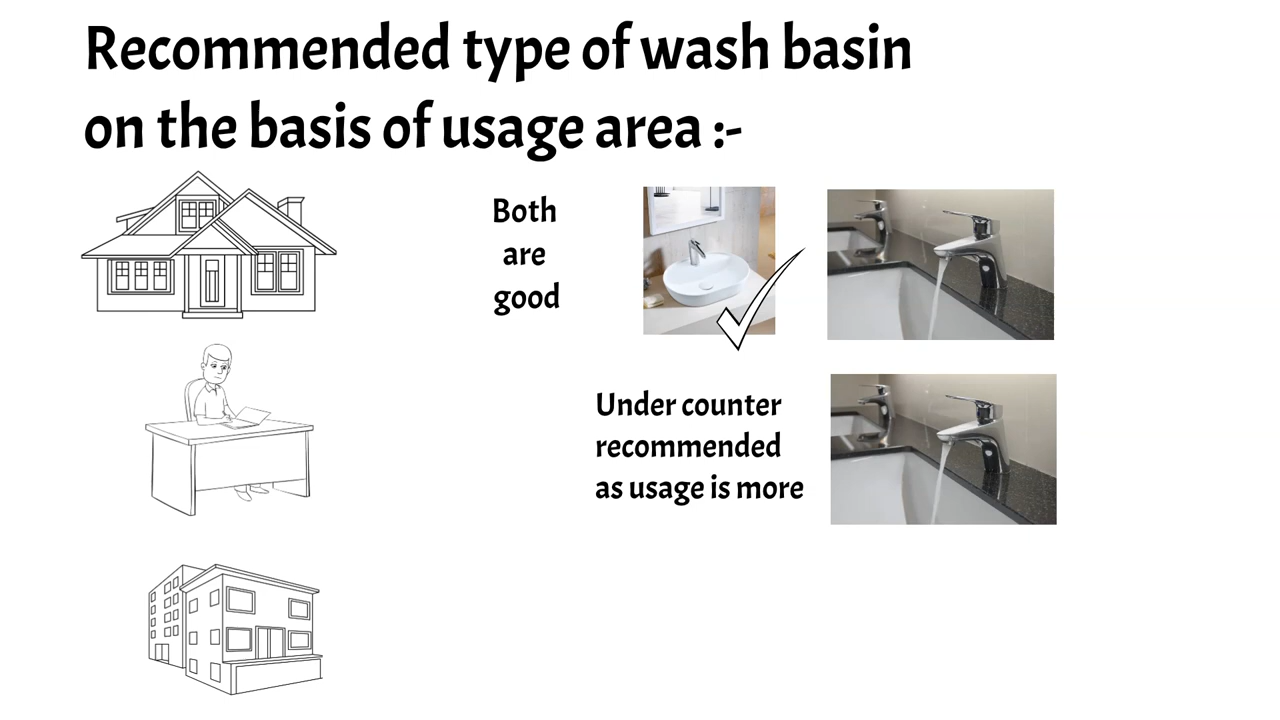 Recommended type of wash basin
on the basis of usage area :-
Both
are
good
Under counter
recommended
as usage is more